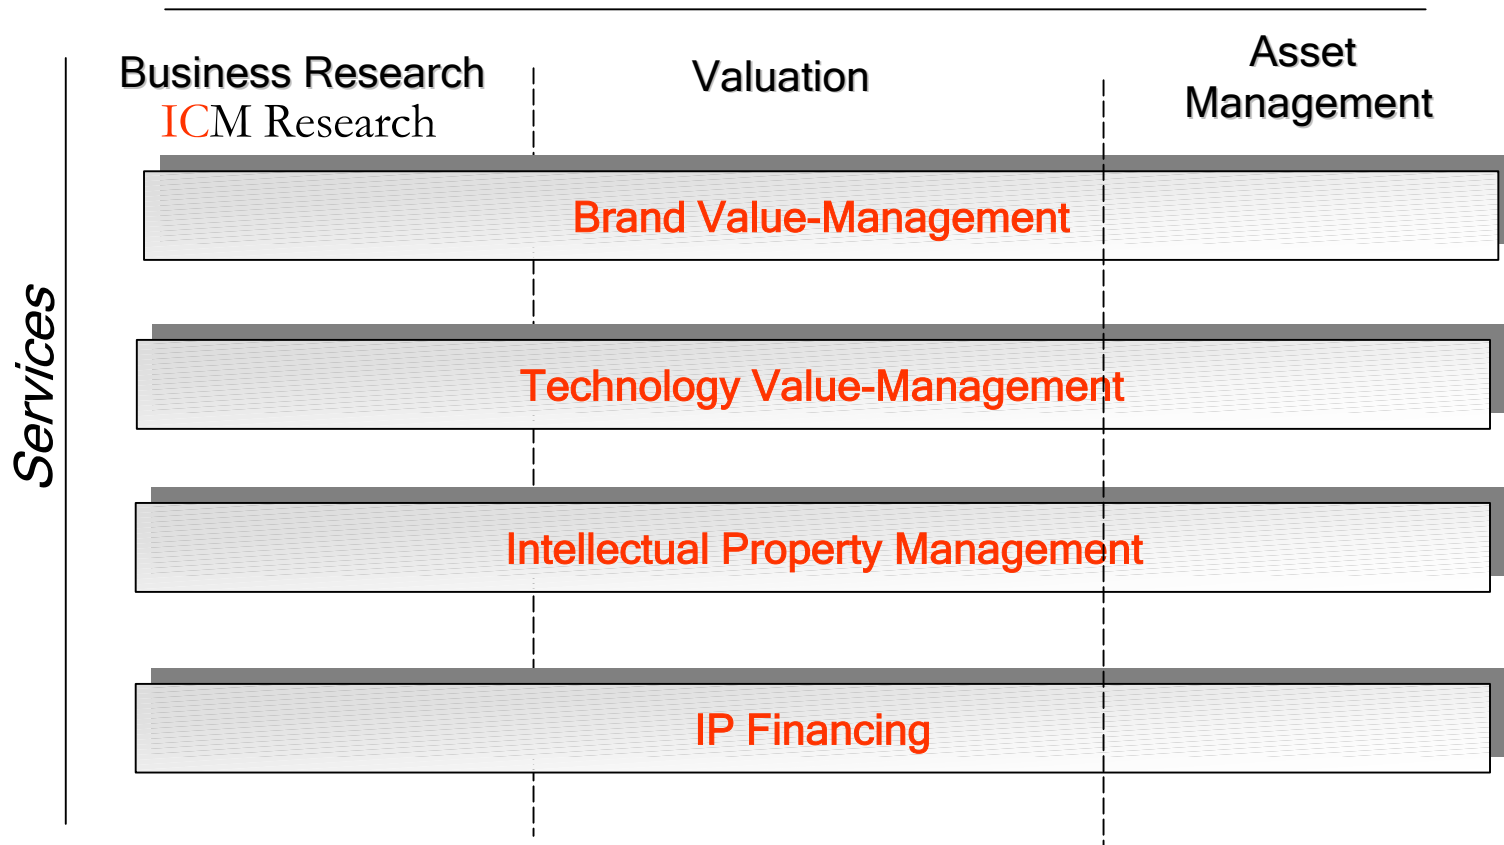 Business Research
ICM Research
Valuation
Asset
Management
Services
Brand Value-Management
Technology Value-Management
Intellectual Property Management
IP Financing